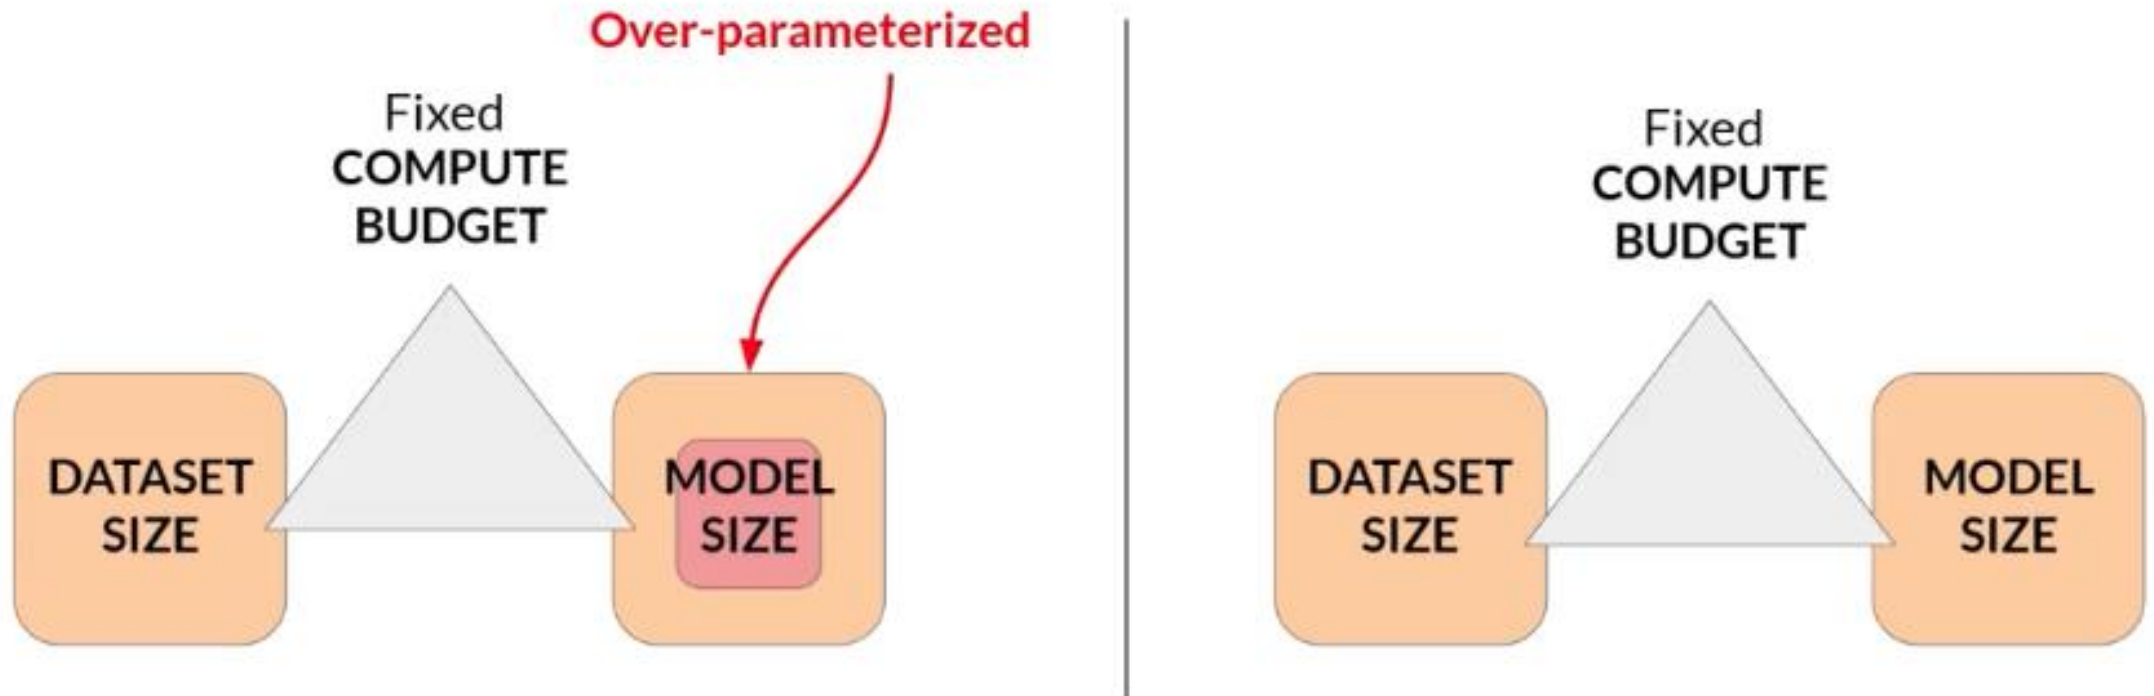 Over-parameterized
Fixed
COMPUTE
BUDGET
DATASET
SIZE
MODEL
SIZE
Fixed
COMPUTE
BUDGET
DATASET
SIZE
MODEL
SIZE